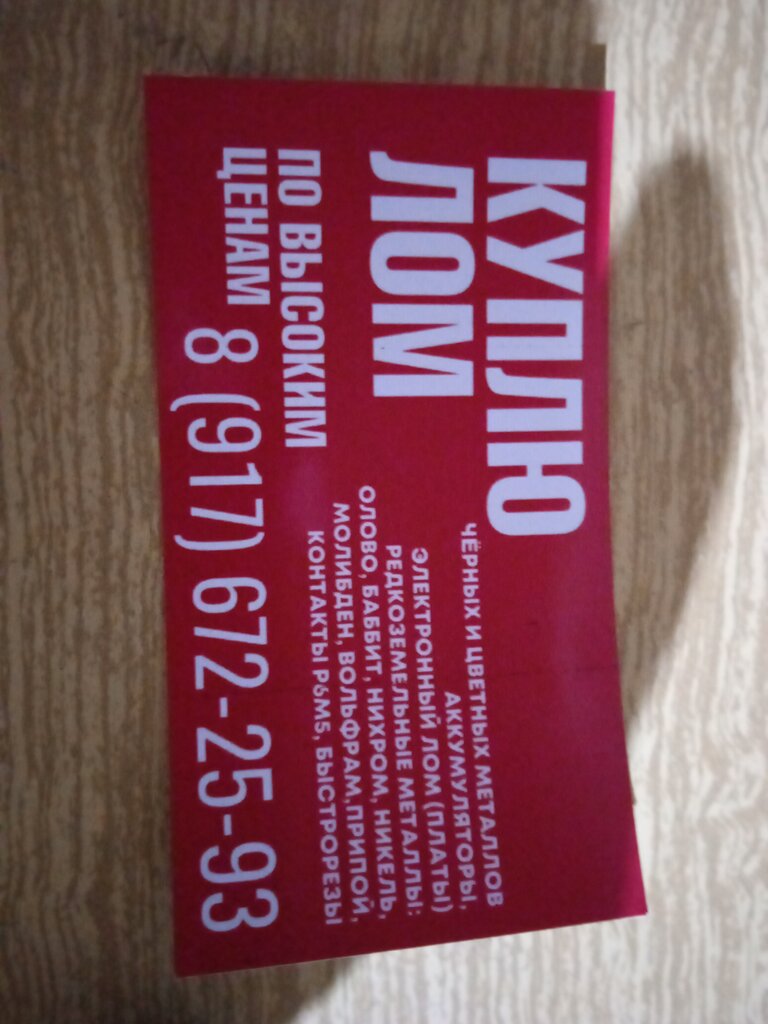 КУПЛЮ
ЛОМ
ЧЁРНЫХ И ЦВЕТНЫХ МЕТАЛЛОВ
АККУМУЛЯТОРЫ,
ЭЛЕКТРОННЫЙ ЛОМ (ПЛАТЫ)
РЕДКОЗЕМЕЛЬНЫЕ МЕТАЛЛЫ:
ОЛОВО, БАББИТ, НИХРОМ, НИКЕЛЬ,
МОЛИБДЕН, ВОЛЬФРАМ,ПРИПОЙ,
КОНТАКТЫ Р6М5, БЫСТРОРЕЗЫ
ПО ВЫСОКИМ
ЦЕНАМ
8 (917) 672-25-93